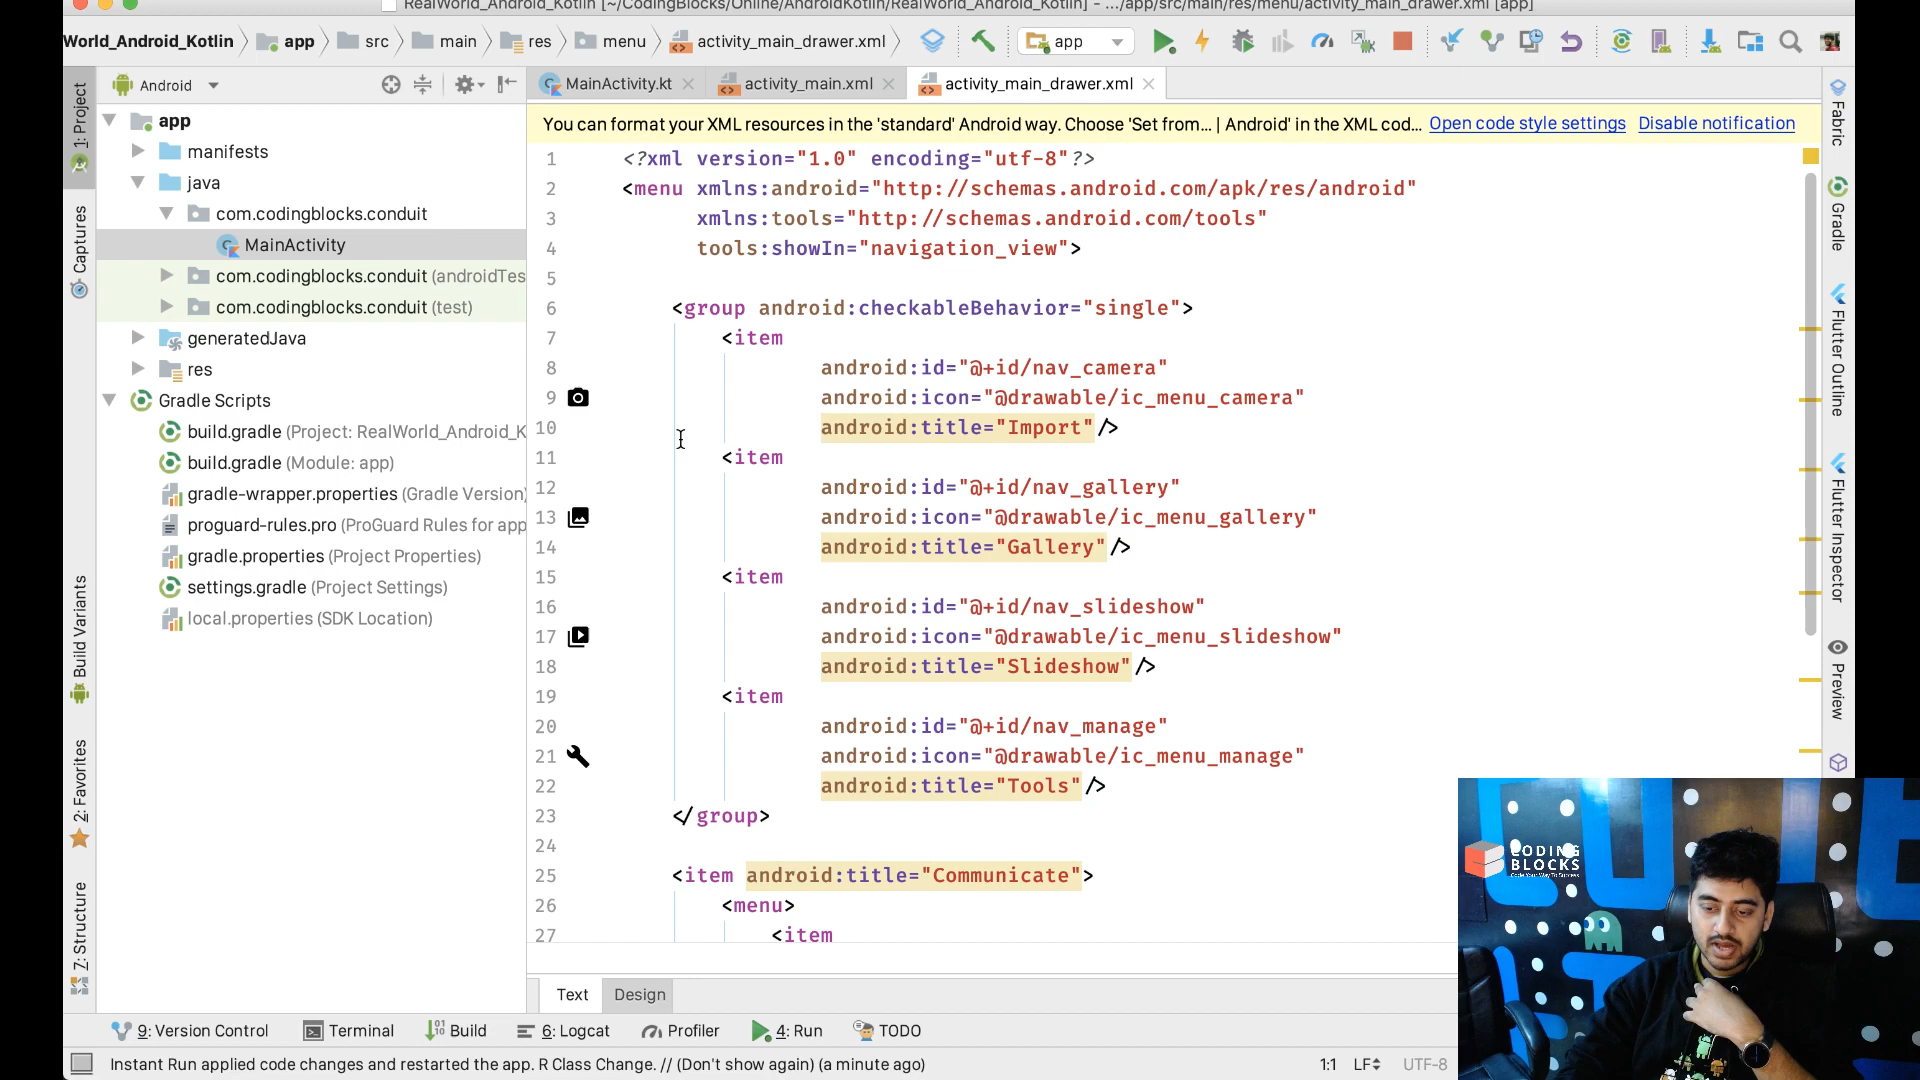 RealWorld_Android_Kotlin [~/CodingBlocks/Online/AndroidKotlin/RealWorld_Android_Kotlin] - .../app/src/main/res/menu/activity_main_drawer.xml [app]
World_Android_Kotlin app src main res menu activity_main_drawer.xml app
1: Project
Captures
Build Variants
2: Favorites
7: Structure
Android
app
manifests
java
com.codingblocks.conduit
MainActivity
com.codingblocks.conduit (androidTes
com.codingblocks.conduit (test)
generatedJava
res
Gradle Scripts
build.gradle (Project: RealWorld_Android_K
build.gradle (Module: app)
gradle-wrapper.properties (Gradle Version)
proguard-rules.pro (ProGuard Rules for app
gradle.properties (Project Properties)
settings.gradle (Project Settings)
local.properties (SDK Location)
MainActivity.kt activity_main.xml activity_main_drawer.xml
You can format your XML resources in the 'standard' Android way. Choose 'Set from... | Android' in the XML cod... Open code style settings Disable notification
1 <?xml version="1.0" encoding="utf-8"?>
2 <menu xmlns:android="http://schemas.android.com/apk/res/android"
3 xmlns:tools="http://schemas.android.com/tools"
4 tools:showIn="navigation_view">
5
6 <group android:checkableBehavior="single">
7 <item
8 android:id="@+id/nav_camera"
9 android:icon="@drawable/ic_menu_camera"
10 android:title="Import"/>
11 <item
12 android:id="@+id/nav_gallery"
13 android:icon="@drawable/ic_menu_gallery"
14 android:title="Gallery"/>
15 <item
16 android:id="@+id/nav_slideshow"
17 android:icon="@drawable/ic_menu_slideshow"
18 android:title="Slideshow"/>
19 <item
20 android:id="@+id/nav_manage"
21 android:icon="@drawable/ic_menu_manage"
22 android:title="Tools"/>
23 </group>
24
25 <item android:title="Communicate">
26 <menu>
27 <item
Text Design
Fabric
Gradle
Flutter Outline
Flutter Inspector
Preview
CODING
BLOCKS
Code Your Way To Success
9: Version Control Terminal Build 6: Logcat Profiler 4: Run TODO
Instant Run applied code changes and restarted the app. R Class Change. // (Don't show again) (a minute ago) 1:1 LF UTF-8